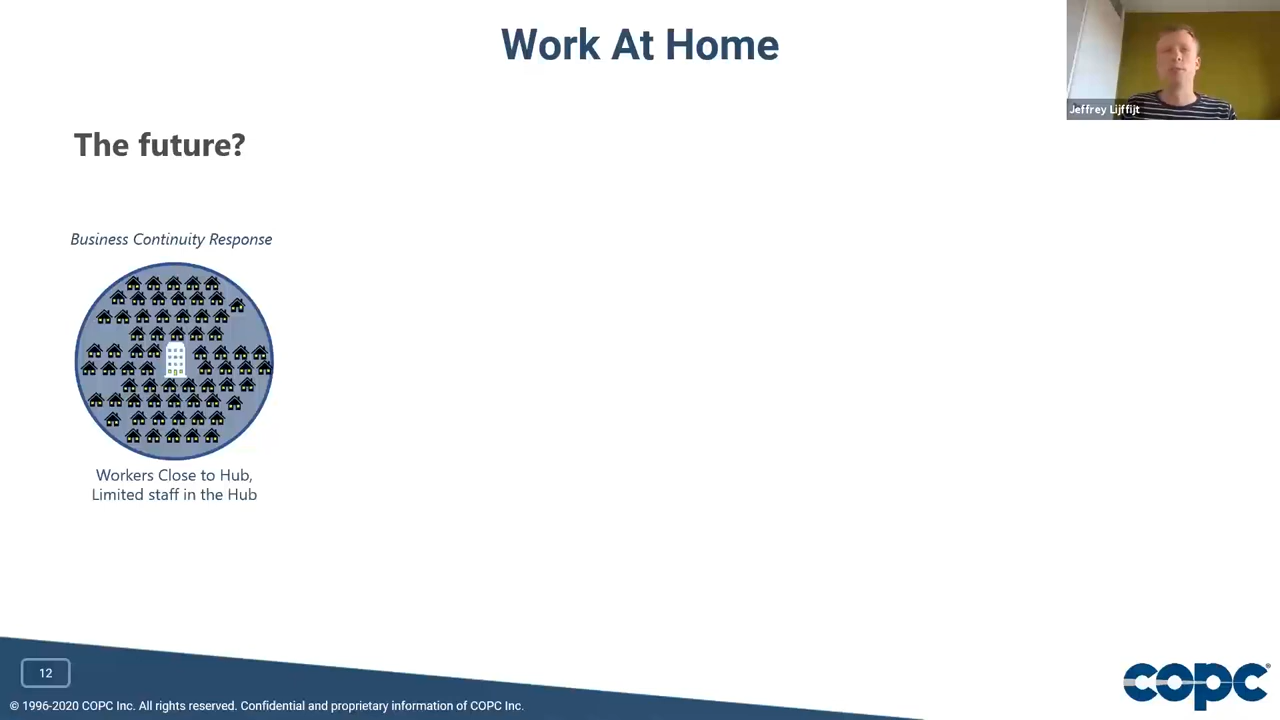 Work At Home
Jeffrey Lijffijt
The future?
Business Continuity Response
Workers Close to Hub,
Limited staff in the Hub
12
© 1996-2020 COPC Inc. All rights reserved. Confidential and proprietary information of COPC Inc.
copc®